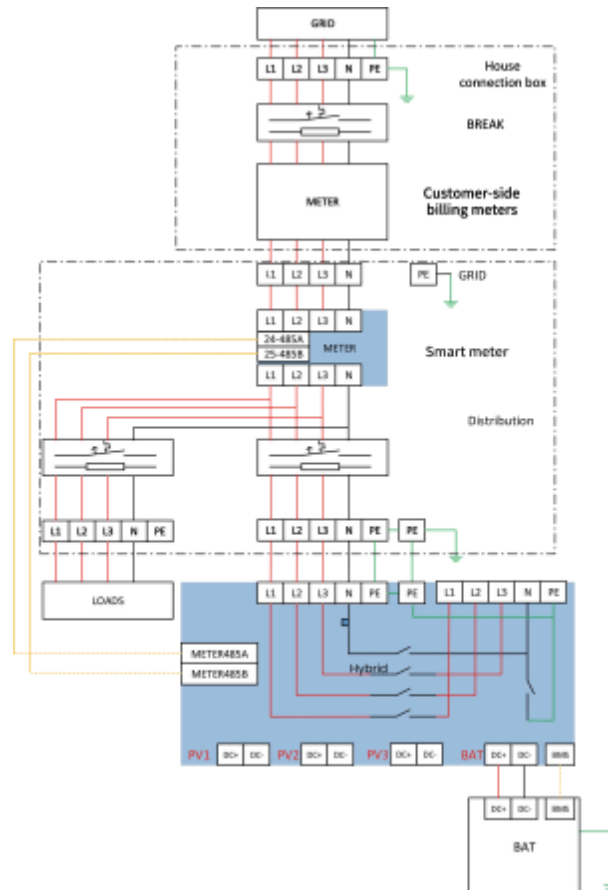 GRID
L1 L2 L3 N PE
House
connection box
BREAK
METER
Customer-side
billing meters
L1 L2 L3 N
PE
GRID
L1 L2 L3 N
24-485A
25-485B
METER
Smart meter
L1 L2 L3 N
Distribution
L1 L2 L3 N PE
L1 L2 L3 N PE
PE
LOADS
L1 L2 L3 N PE
PE
L1 L2 L3 N PE
METER485A
METER485B
Hybrid
PV1 DC+ DC-
PV2 DC+ DC-
PV3 DC+ DC-
BAT DC+ DC- BMS
DC+ DC- BMS
BAT